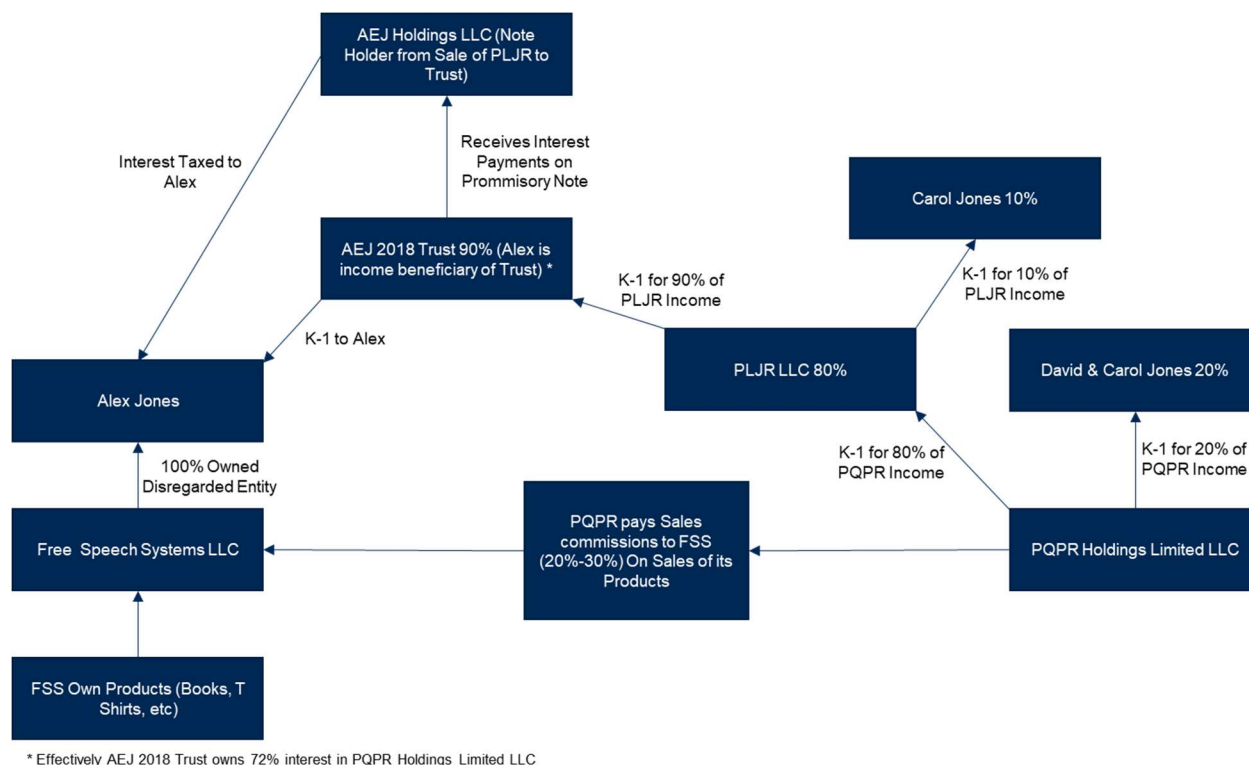 AEJ Holdings LLC (Note
Holder from Sale of PLJR to
Trust)
Interest Taxed to
Alex
Receives Interest
Payments on
Prommisory Note
Carol Jones 10%
AEJ 2018 Trust 90% (Alex is
income beneficiary of Trust) *
K-1 for 90% of
PLJR Income
K-1 for 10% of
PLJR Income
K-1 to Alex
Alex Jones
PLJR LLC 80%
David & Carol Jones 20%
100% Owned
Disregarded Entity
K-1 for 80% of
PQPR Income
K-1 for 20% of
PQPR Income
Free Speech Systems LLC
PQPR pays Sales
commissions to FSS
(20%-30%) On Sales of its
Products
PQPR Holdings Limited LLC
FSS Own Products (Books, T
Shirts, etc)
* Effectively AEJ 2018 Trust owns 72% interest in PQPR Holdings Limited LLC